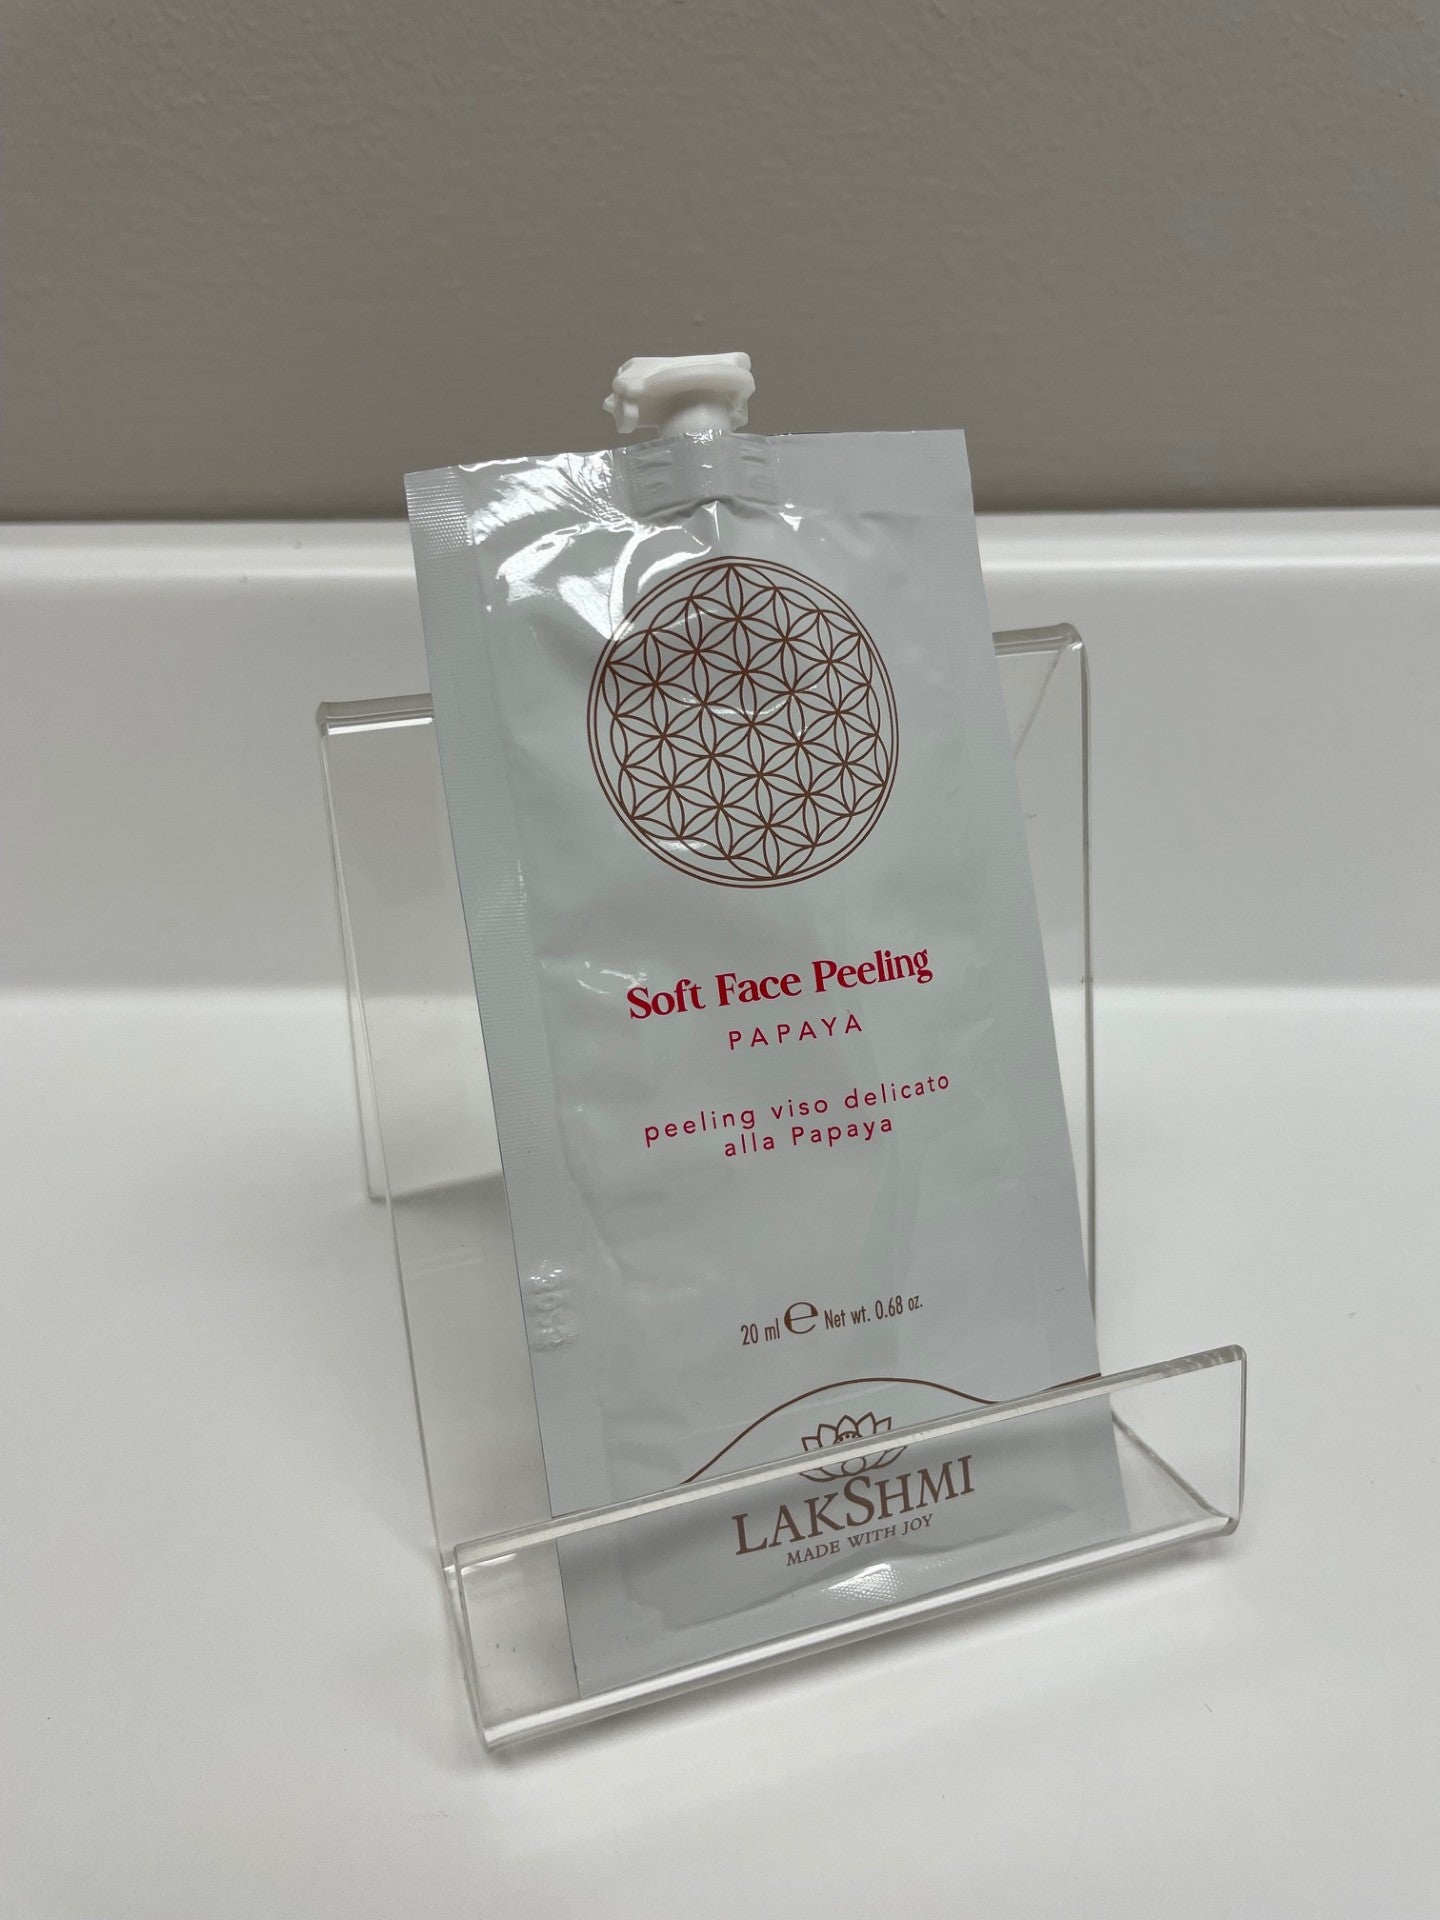 Soft Face Peeling
PAPAYA
peeling viso delicato
alla Papaya
20 ml ℮ Net wt. 0.68 oz.
LAKSHMI
MADE WITH JOY